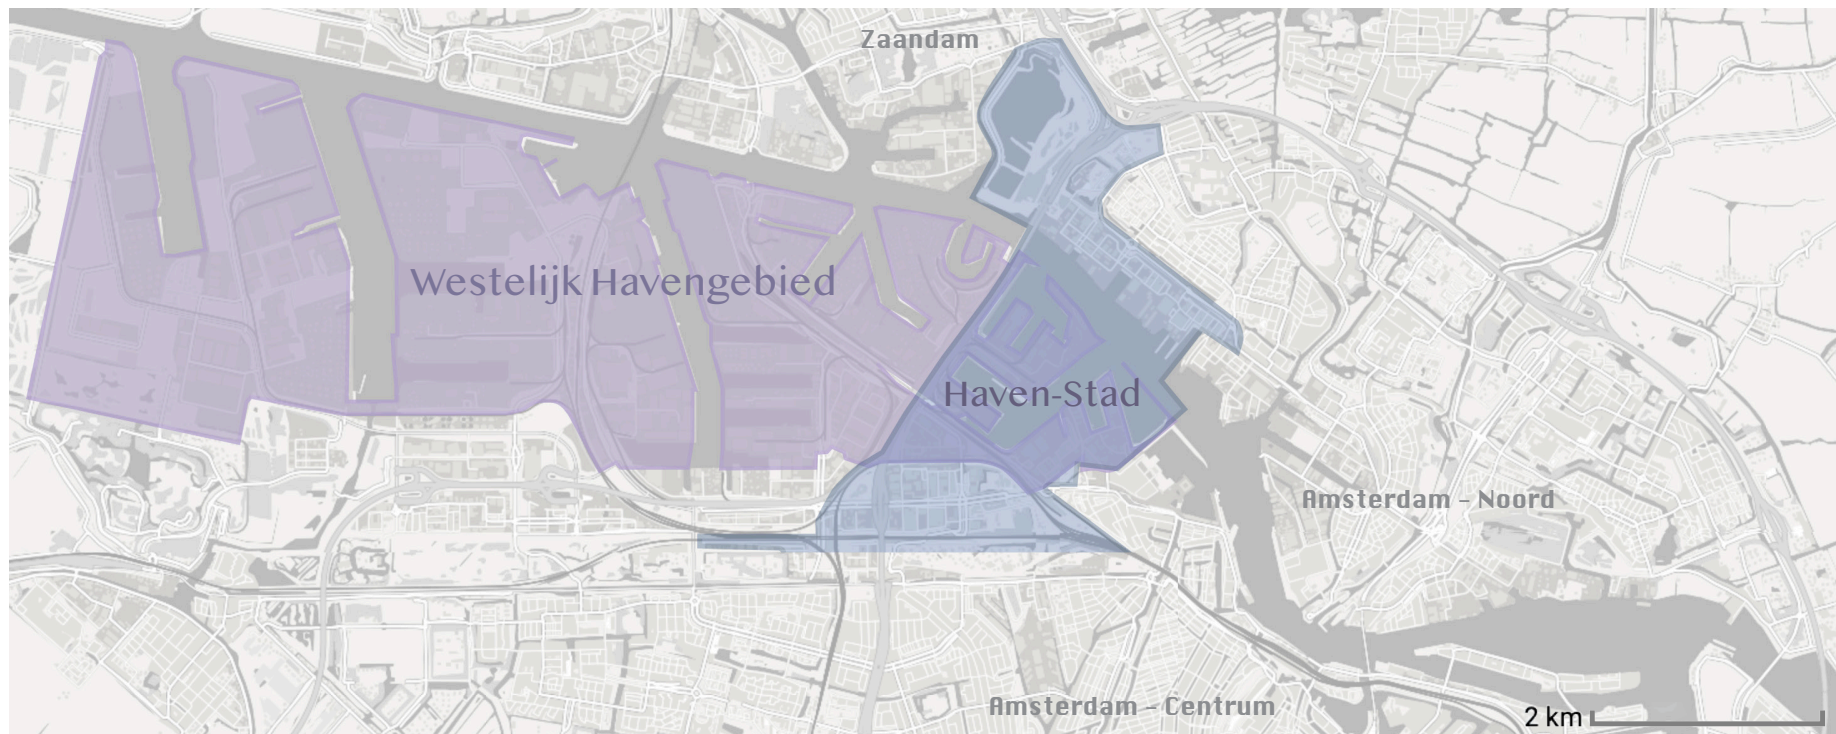 Zaandam
Westelijk Havengebied
Haven-Stad
Amsterdam - Noord
Amsterdam - Centrum
2 km